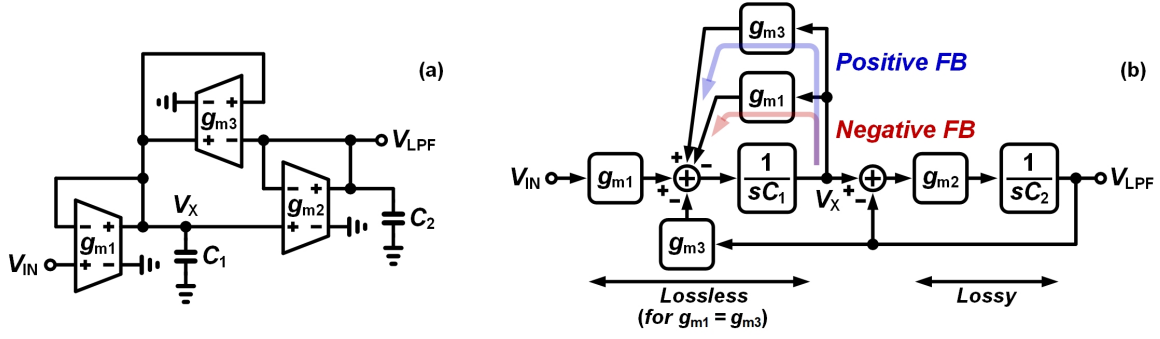 (a)
− +
gm3
+ −
VLPF
− +
gm2
+ −
C2
VX
− +
gm1
+ −
C1
VIN
(b)
gm3
Positive FB
gm1
Negative FB
+ −
VIN
gm1
+
+
1
sC1
VX
+
+
gm2
1
sC2
VLPF
−
−
gm3
Lossless
(for gm1 = gm3)
Lossy